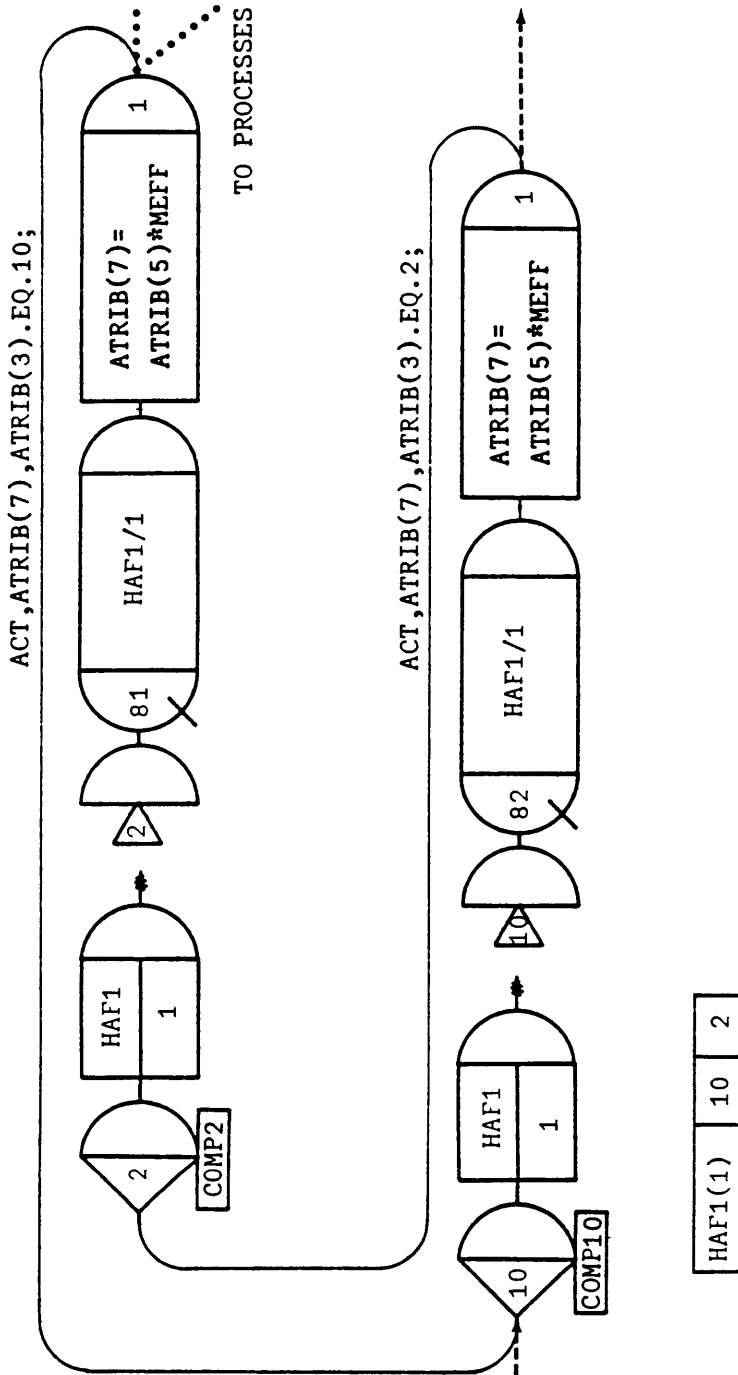 ACT,ATRIB(7),ATRIB(3).EQ.10;
2
COMP2
HAF1
1
2
81
HAF1/1
ATRIB(7)=
ATRIB(5)*MEFF
1
TO PROCESSES
ACT,ATRIB(7),ATRIB(3).EQ.2;
10
COMP10
HAF1
1
10
82
HAF1/1
ATRIB(7)=
ATRIB(5)*MEFF
1
HAF1(1) 10 2